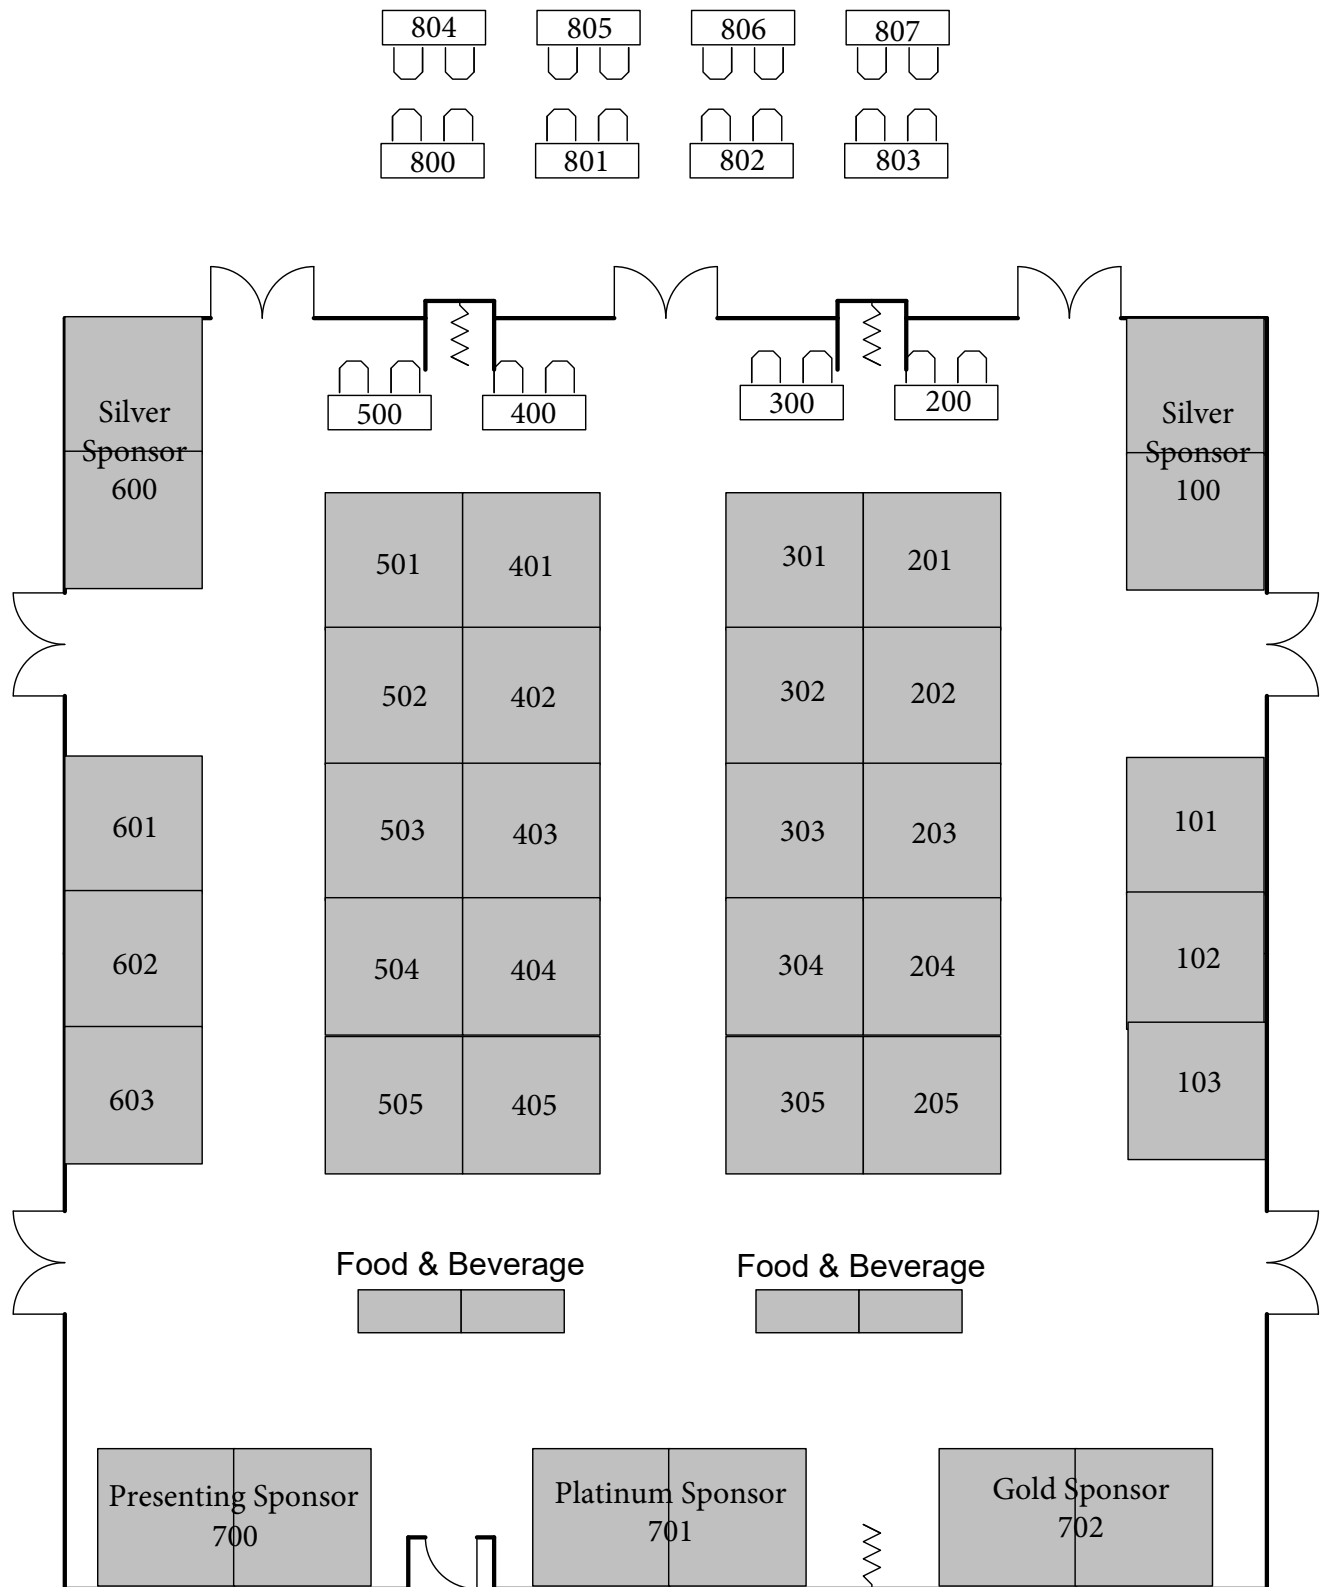 804 805 806 807
800 801 802 803
500 400 300 200
Silver
Sponsor
600
Silver
Sponsor
100
501 401 301 201
502 402 302 202
601 503 403 303 203 101
602 504 404 304 204 102
603 505 405 305 205 103
Food & Beverage
Food & Beverage
Presenting Sponsor
700
Platinum Sponsor
701
Gold Sponsor
702